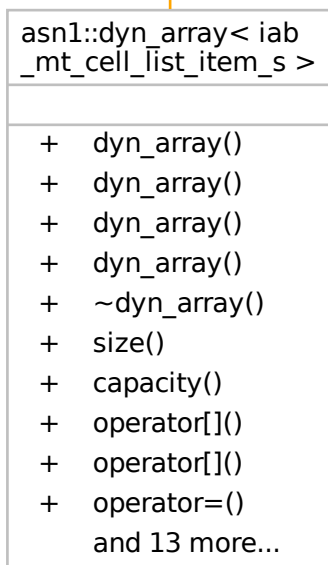 asn1::dyn_array< iab
_mt_cell_list_item_s >
+ dyn_array()
+ dyn_array()
+ dyn_array()
+ dyn_array()
+ ~dyn_array()
+ size()
+ capacity()
+ operator[]()
+ operator[]()
+ operator=()
and 13 more...